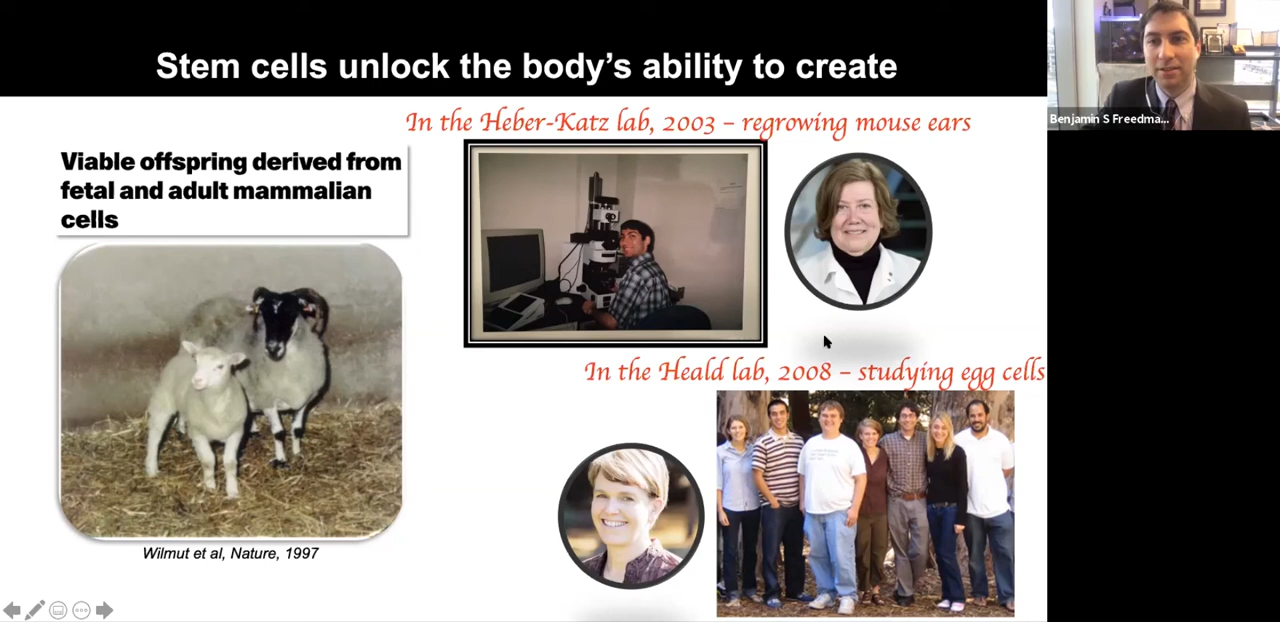 Stem cells unlock the body's ability to create
Benjamin S Freedma...
In the Heber-Katz lab, 2003 – regrowing mouse ears
Viable offspring derived from
fetal and adult mammalian
cells
In the Heald lab, 2008 – studying egg cells
Wilmut et al, Nature, 1997